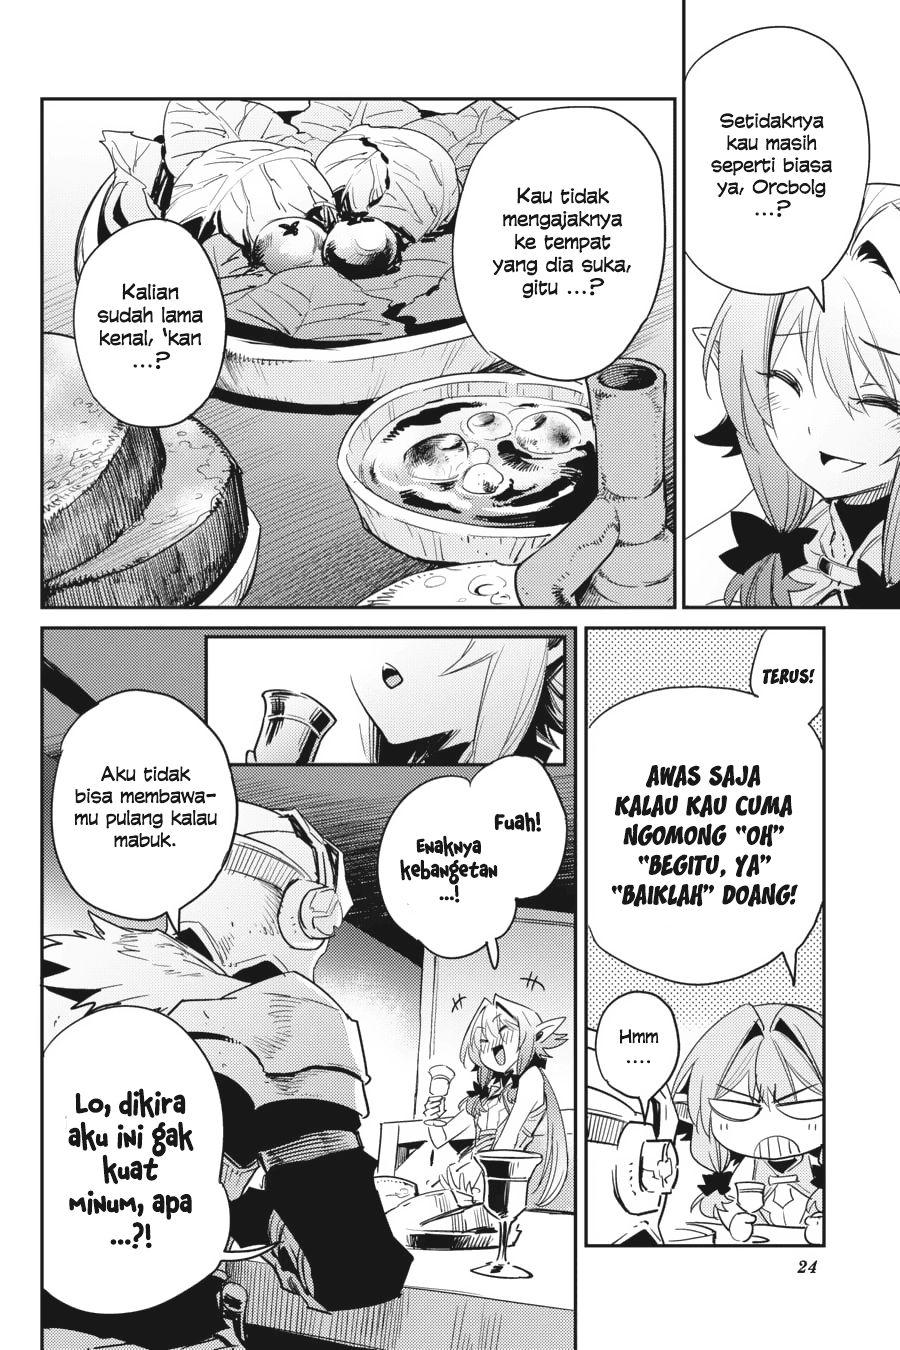 Setidaknya
kau masih
seperti biasa
ya, Orcbolg
...?
Kau tidak
mengajaknya
ke tempat
yang dia suka,
gitu ...?
Kalian
sudah lama
kenal, 'kan
...?
TERUS!
AWAS SAJA
KALAU KAU CUMA
NGOMONG "OH"
"BEGITU, YA"
"BAIKLAH" DOANG!
Hmm
....
Fuah!
Enaknya
kebangetan
...!
Aku tidak
bisa membawa-
mu pulang kalau
mabuk.
Lo, dikira
aku ini gak
kuat
minum, apa
...?!
24